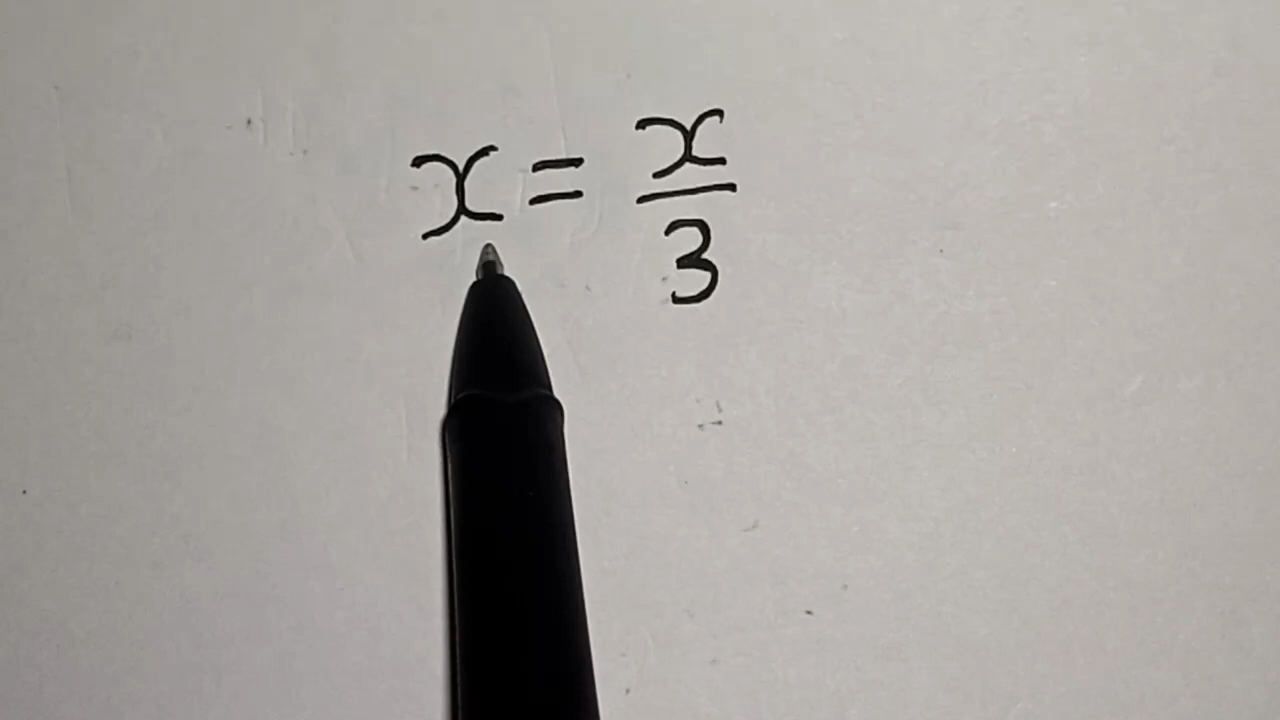 x = x/3